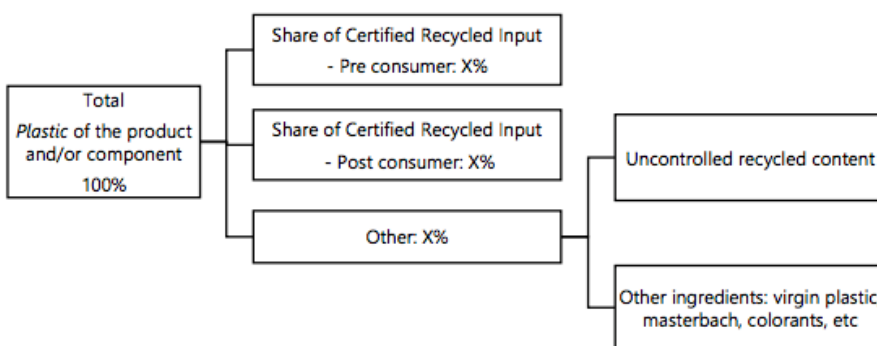 Total
Plastic of the product
and/or component
100%
Share of Certified Recycled Input
- Pre consumer: X%
Share of Certified Recycled Input
- Post consumer: X%
Other: X%
Uncontrolled recycled content
Other ingredients: virgin plastic
masterbach, colorants, etc